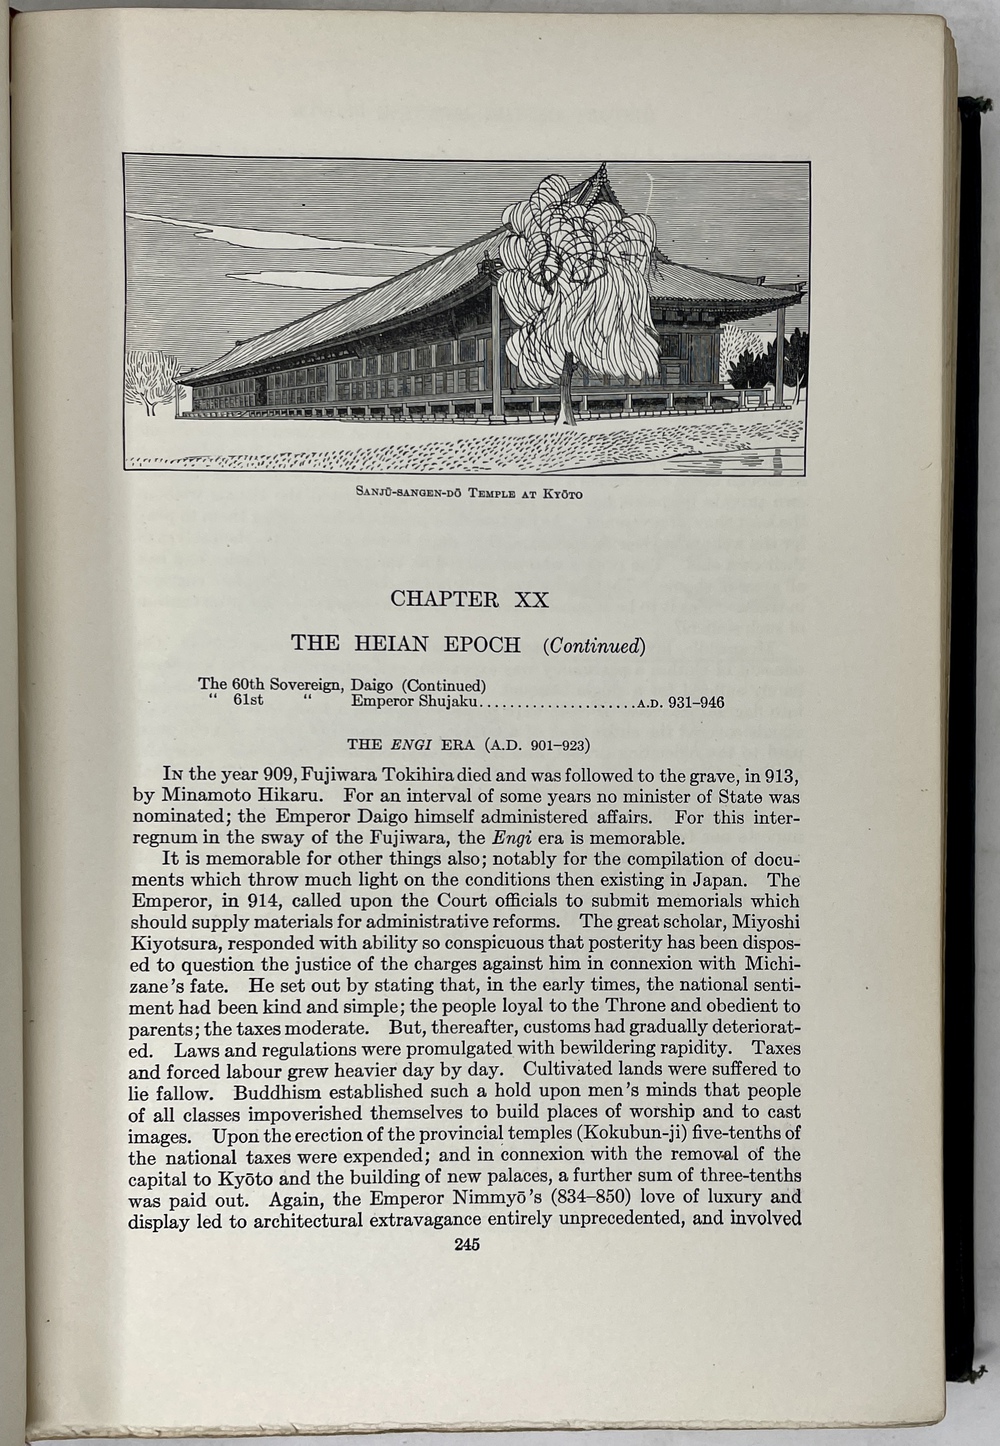 Sanjū-sangen-dō Temple at Kyōto
CHAPTER XX
THE HEIAN EPOCH (Continued)
The 60th Sovereign, Daigo (Continued)
“ 61st “ Emperor Shujaku.....................A.D. 931–946
THE ENGI ERA (A.D. 901–923)
In the year 909, Fujiwara Tokihira died and was followed to the grave, in 913,
by Minamoto Hikaru. For an interval of some years no minister of State was
nominated; the Emperor Daigo himself administered affairs. For this inter-
regnum in the sway of the Fujiwara, the Engi era is memorable.
It is memorable for other things also; notably for the compilation of docu-
ments which throw much light on the conditions then existing in Japan. The
Emperor, in 914, called upon the Court officials to submit memorials which
should supply materials for administrative reforms. The great scholar, Miyoshi
Kiyotsura, responded with ability so conspicuous that posterity has been dispos-
ed to question the justice of the charges against him in connexion with Michi-
zane's fate. He set out by stating that, in the early times, the national senti-
ment had been kind and simple; the people loyal to the Throne and obedient to
parents; the taxes moderate. But, thereafter, customs had gradually deteriorat-
ed. Laws and regulations were promulgated with bewildering rapidity. Taxes
and forced labour grew heavier day by day. Cultivated lands were suffered to
lie fallow. Buddhism established such a hold upon men's minds that people
of all classes impoverished themselves to build places of worship and to cast
images. Upon the erection of the provincial temples (Kokubun-ji) five-tenths of
the national taxes were expended; and in connexion with the removal of the
capital to Kyōto and the building of new palaces, a further sum of three-tenths
was paid out. Again, the Emperor Nimmyō's (834–850) love of luxury and
display led to architectural extravagance entirely unprecedented, and involved
245